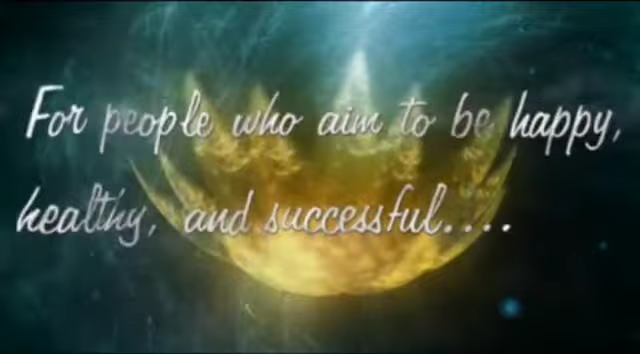 For people who aim to be happy,
healthy, and successful....